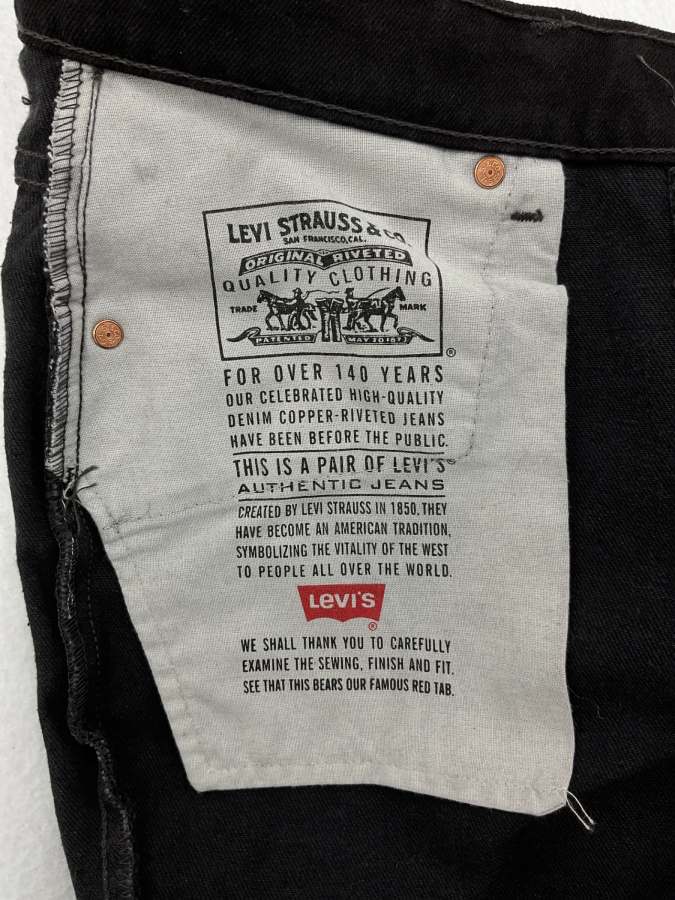 LEVI STRAUSS & CO.
SAN FRANCISCO, CAL.
ORIGINAL RIVETED
QUALITY CLOTHING
TRADE MARK
PATENTED MAY 20 1873
®
FOR OVER 140 YEARS
OUR CELEBRATED HIGH-QUALITY
DENIM COPPER-RIVETED JEANS
HAVE BEEN BEFORE THE PUBLIC.
THIS IS A PAIR OF LEVI'S®
AUTHENTIC JEANS
CREATED BY LEVI STRAUSS IN 1850, THEY
HAVE BECOME AN AMERICAN TRADITION,
SYMBOLIZING THE VITALITY OF THE WEST
TO PEOPLE ALL OVER THE WORLD.
LEVI'S
®
WE SHALL THANK YOU TO CAREFULLY
EXAMINE THE SEWING, FINISH AND FIT.
SEE THAT THIS BEARS OUR FAMOUS RED TAB.